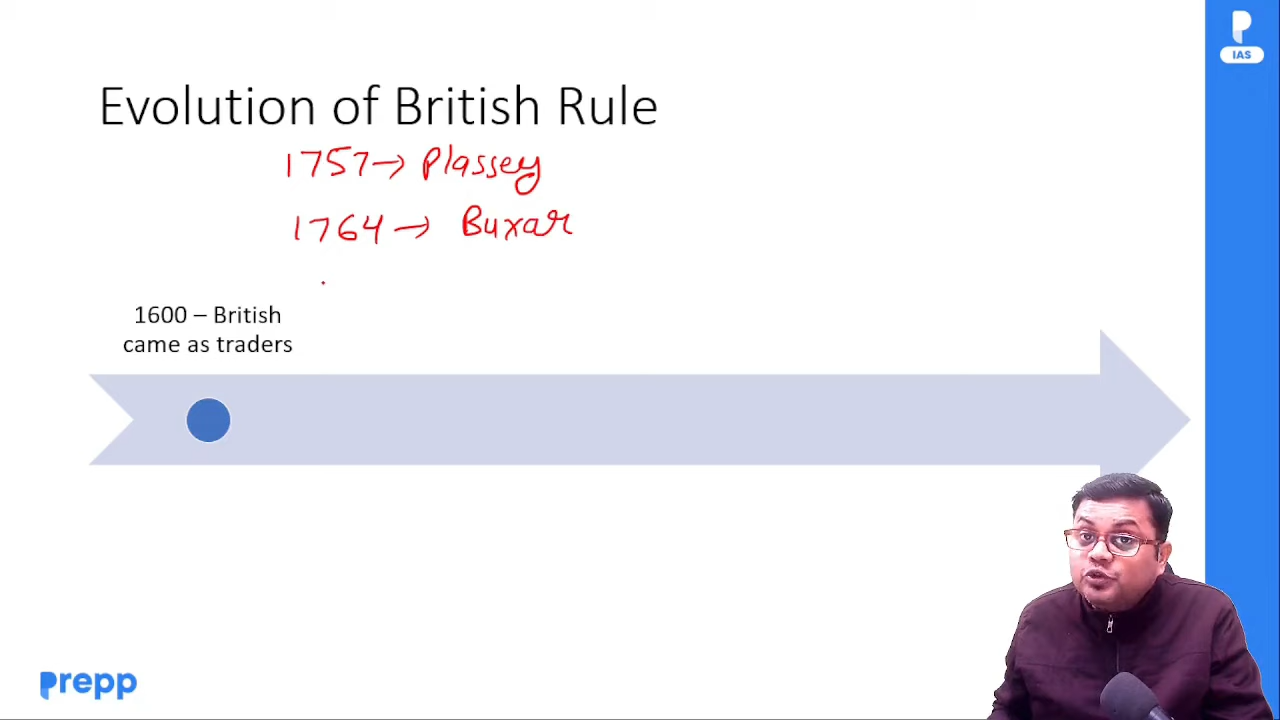 IAS
Evolution of British Rule
1757→ Plassey
1764 → Buxar
1600 – British
came as traders
prepp